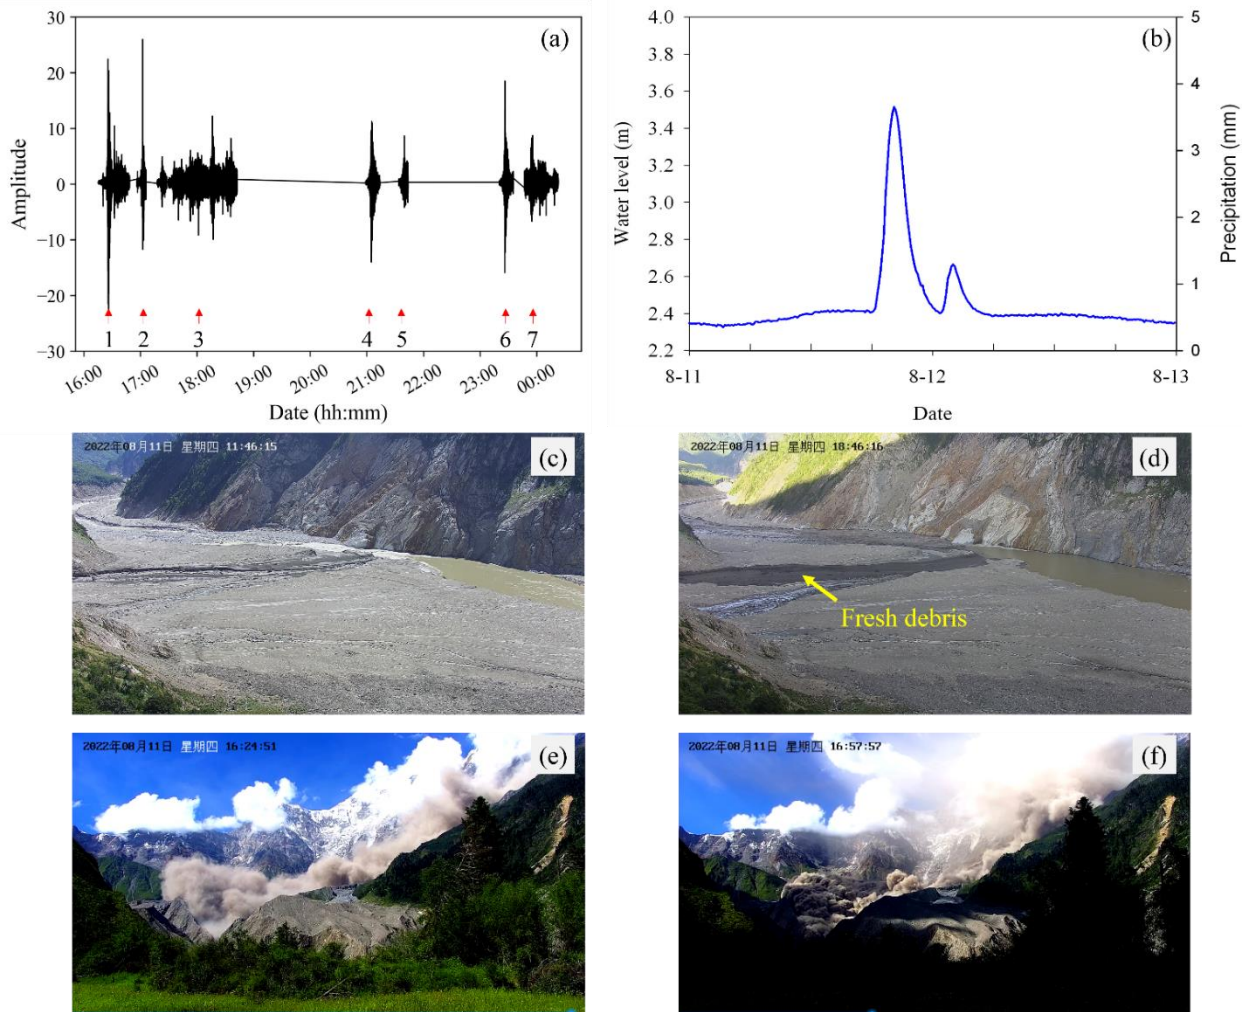 (a)
30
20
10
0
−10
−20
−30
Amplitude
1 2 3 4 5 6 7
16:00 17:00 18:00 19:00 20:00 21:00 22:00 23:00 00:00
Date (hh:mm)
(b)
4.0
3.8
3.6
3.4
3.2
3.0
2.8
2.6
2.4
2.2
Water level (m)
5
4
3
2
1
0
Precipitation (mm)
8-11 8-12 8-13
Date
2022年08月11日 星期四 11:46:15
(c)
2022年08月11日 星期四 18:46:16
(d)
Fresh debris
2022年08月11日 星期四 16:24:51
(e)
2022年08月11日 星期四 16:57:57
(f)